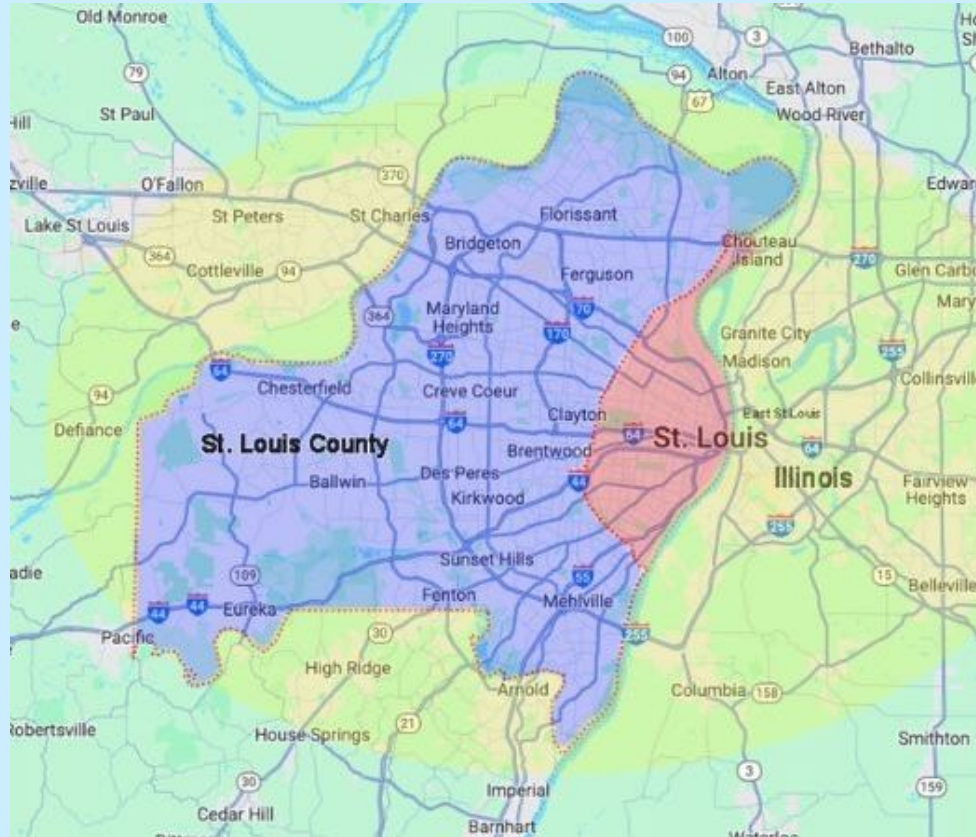 Old Monroe
100
3
Bethalto
79
94
Alton
67
East Alton
Wood River
St Paul
370
O'Fallon
St Peters
St Charles
Florissant
Lake St Louis
Bridgeton
Chouteau
Island
364
94
Cottleville
Ferguson
270
Glen Carbo
Mary
Maryland
Heights
364
70
170
Granite City
270
255
Madison
64
Collinsville
Chesterfield
Creve Coeur
94
Clayton
East St Louis
Defiance
64
64
St. Louis
64
St. Louis County
Brentwood
Des Peres
Illinois
Ballwin
44
Fairview
Heights
Kirkwood
255
Sunset Hills
109
55
15
Belleville
Fenton
Mehlville
44
44
Eureka
255
Pacific
30
High Ridge
Arnold
Columbia
158
21
Robertsville
House Springs
Smithton
3
30
Imperial
159
Cedar Hill
Barnhart
Waterloo